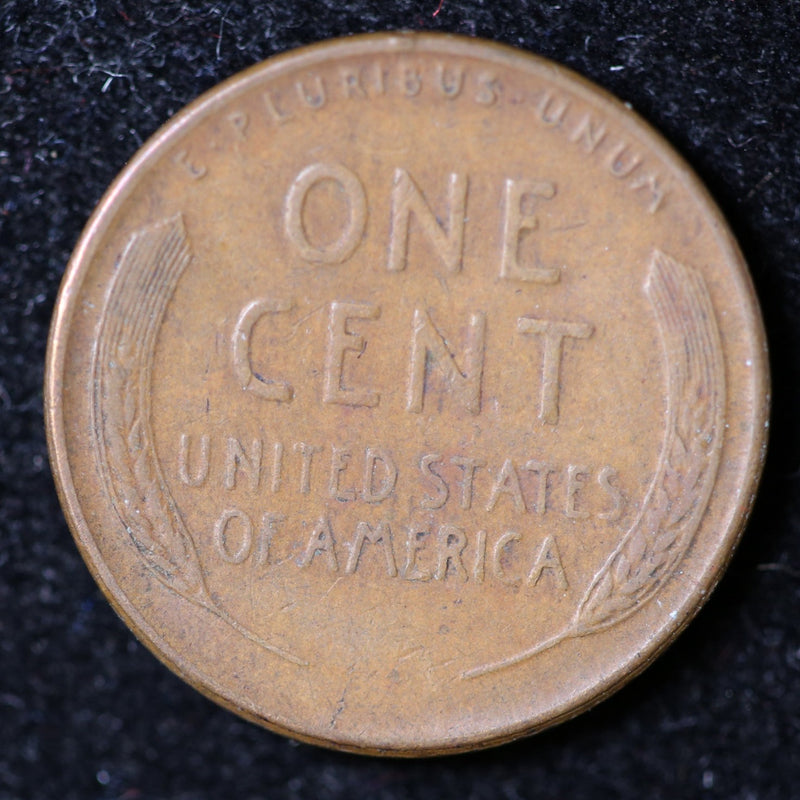 E · PLURIBUS · UNUM
ONE
CENT
UNITED STATES
OF AMERICA